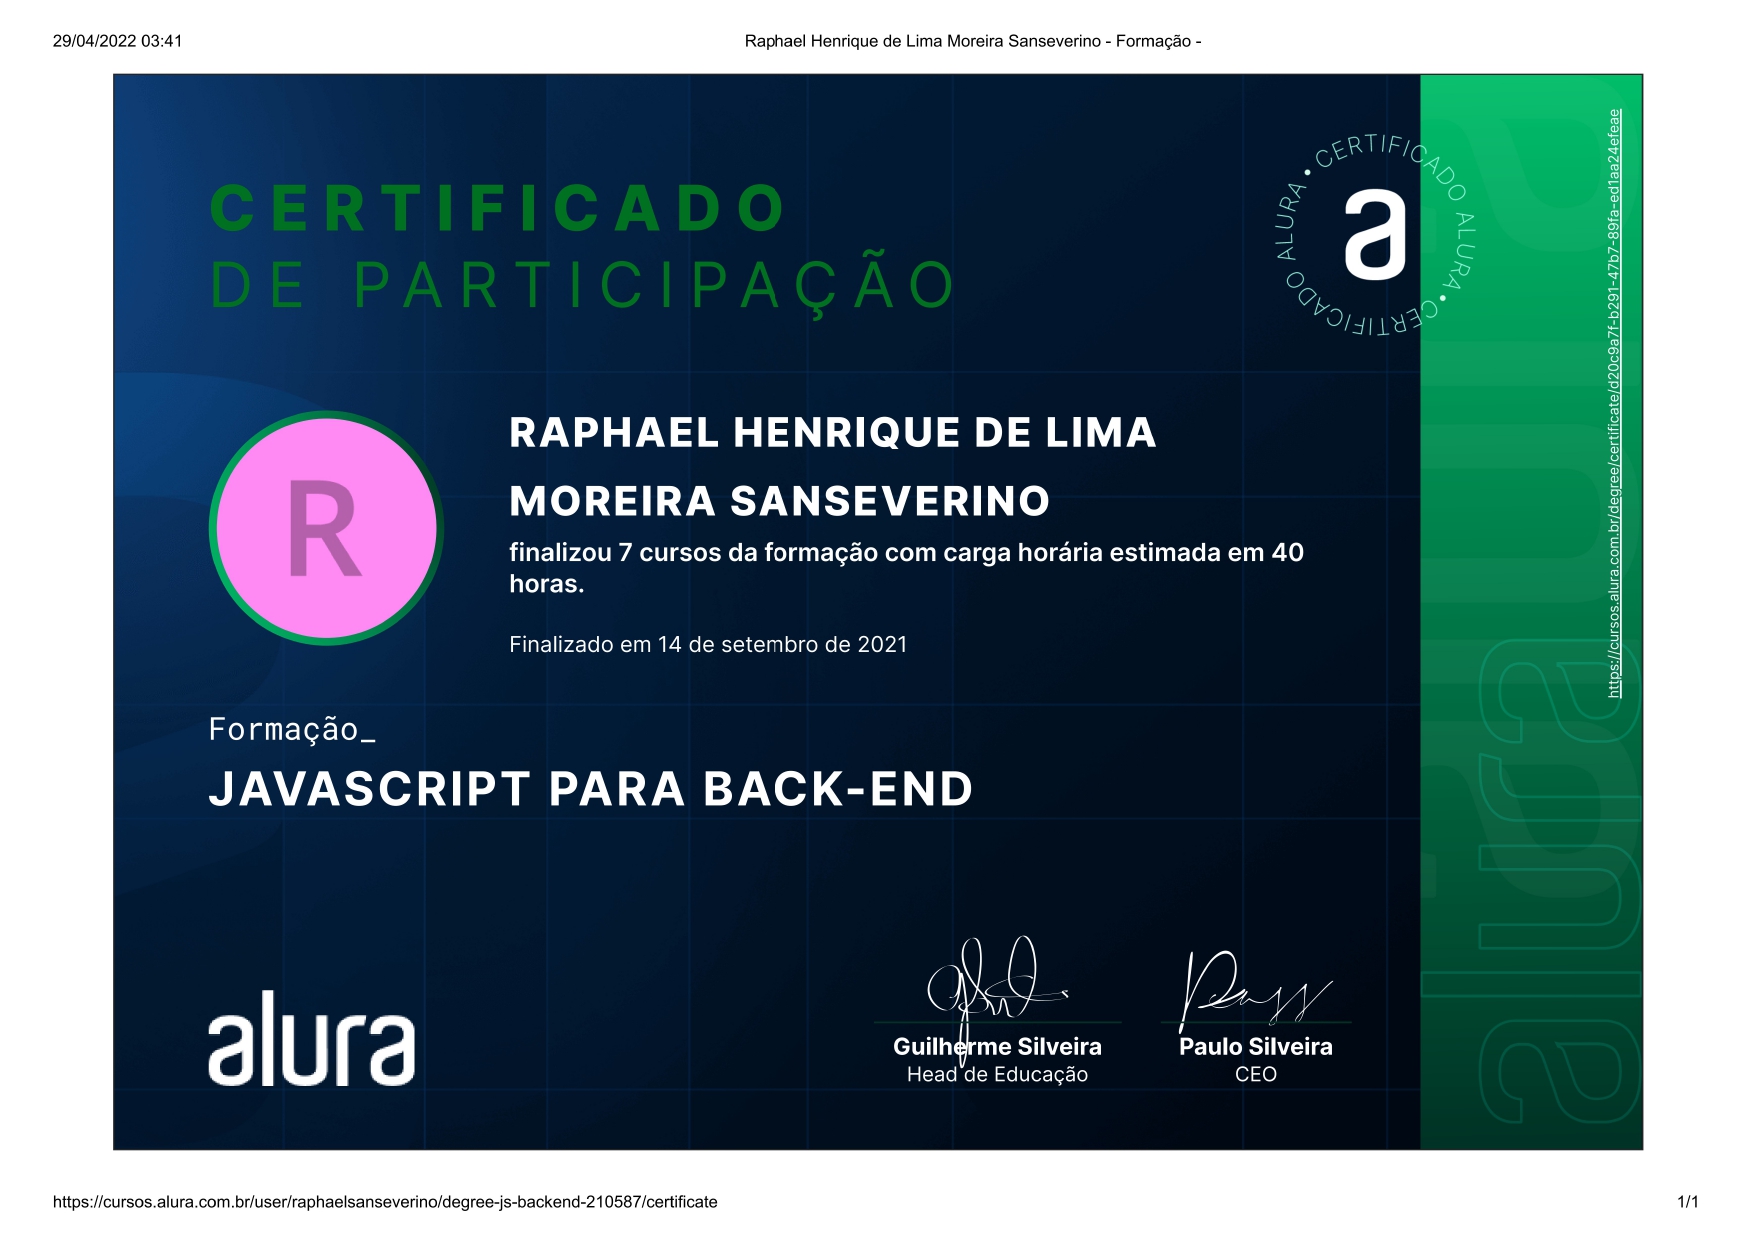 29/04/2022 03:41
Raphael Henrique de Lima Moreira Sanseverino - Formação -
CERTIFICADO
DE PARTICIPAÇÃO
CERTIFICADO ALURA • CERTIFICADO ALURA •
a
https://cursos.alura.com.br/degree/certificate/d20c9a7f-b291-47b7-89fa-ed1aa24efeae
R
RAPHAEL HENRIQUE DE LIMA
MOREIRA SANSEVERINO
finalizou 7 cursos da formação com carga horária estimada em 40
horas.
Finalizado em 14 de setembro de 2021
Formação_
JAVASCRIPT PARA BACK-END
alura
alura
Guilherme Silveira
Head de Educação
Paulo Silveira
CEO
https://cursos.alura.com.br/user/raphaelsanseverino/degree-js-backend-210587/certificate
1/1